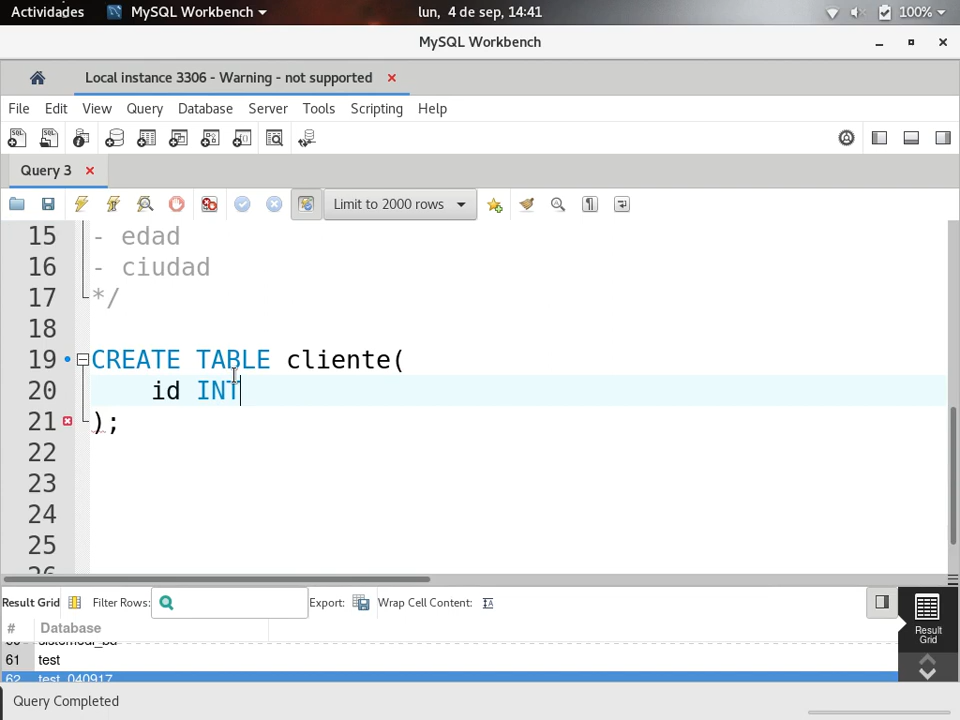 Actividades MySQL Workbench lun, 4 de sep, 14:41 100%
MySQL Workbench
Local instance 3306 - Warning - not supported
File Edit View Query Database Server Tools Scripting Help
Query 3
Limit to 2000 rows
15 - edad
16 - ciudad
17 */
18
19 CREATE TABLE cliente(
20 id INT
21 );
22
23
24
25
26
Result Grid Filter Rows: Export: Wrap Cell Content:
# Database
61 test
62 test_040917
Result Grid
Query Completed